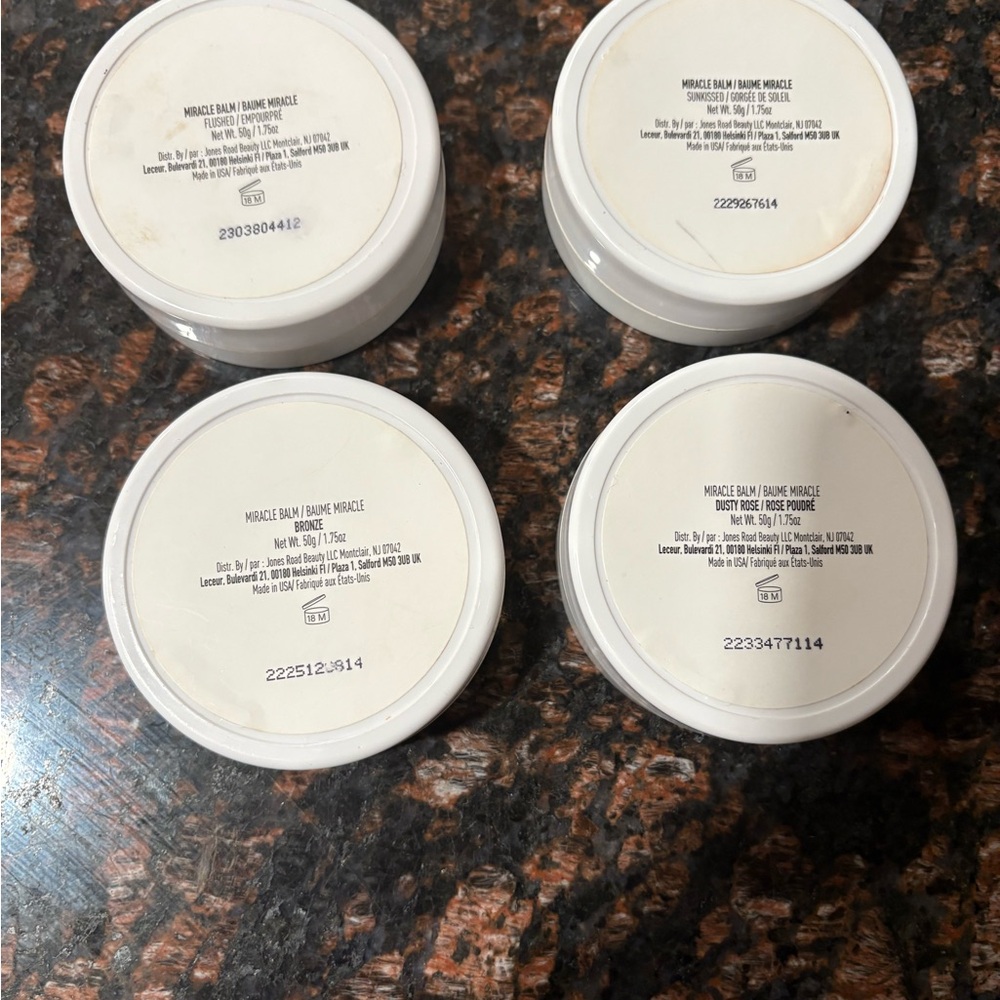 MIRACLE BALM / BAUME MIRACLE
FLUSHED / EMPOURPRÉ
Net Wt. 50g / 1.75oz
Distr. By / par : Jones Road Beauty LLC Montclair, NJ 07042
Leceur, Bulevardi 21, 00180 Helsinki FI / Plaza 1, Salford M50 3UB UK
Made in USA/ Fabriqué aux États-Unis
18 M
2303804412
MIRACLE BALM / BAUME MIRACLE
SUNKISSED / GORGÉE DE SOLEIL
Net Wt. 50g / 1.75oz
Distr. By / par : Jones Road Beauty LLC Montclair, NJ 07042
Leceur, Bulevardi 21, 00180 Helsinki FI / Plaza 1, Salford M50 3UB UK
Made in USA/ Fabriqué aux États-Unis
18 M
2229267614
MIRACLE BALM / BAUME MIRACLE
BRONZE
Net Wt. 50g / 1.75oz
Distr. By / par : Jones Road Beauty LLC Montclair, NJ 07042
Leceur, Bulevardi 21, 00180 Helsinki FI / Plaza 1, Salford M50 3UB UK
Made in USA/ Fabriqué aux États-Unis
18 M
MIRACLE BALM / BAUME MIRACLE
DUSTY ROSE / ROSE POUDRÉ
Net Wt. 50g / 1.75oz
Distr. By / par : Jones Road Beauty LLC Montclair, NJ 07042
Leceur, Bulevardi 21, 00180 Helsinki FI / Plaza 1, Salford M50 3UB UK
Made in USA/ Fabriqué aux États-Unis
18 M
2233477114